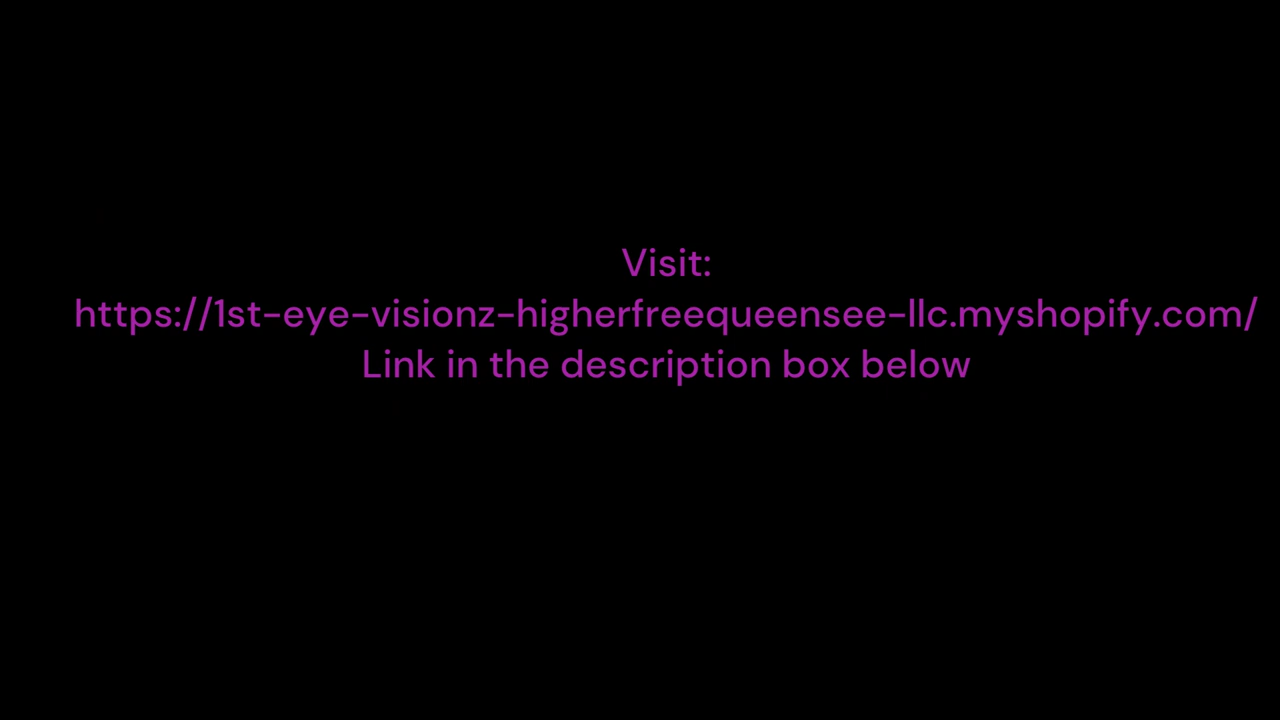 Visit:
https://1st-eye-visionz-higherfreequeensee-llc.myshopify.com/
Link in the description box below